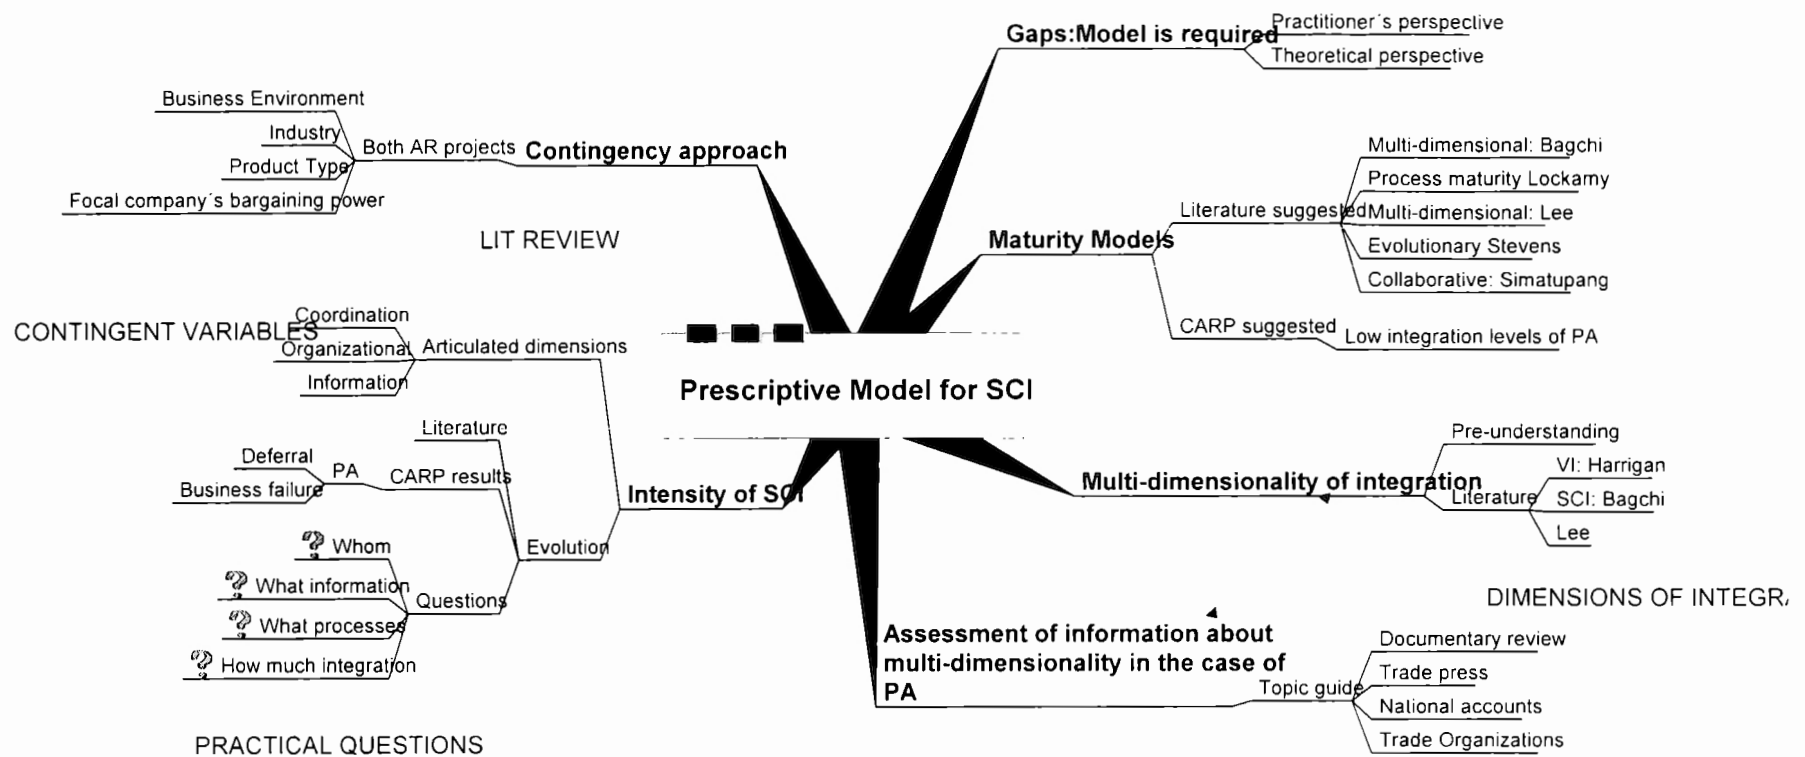 Gaps:Model is required
Practitioner´s perspective
Theoretical perspective
Business Environment
Industry
Product Type
Focal company´s bargaining power
Both AR projects
Contingency approach
LIT REVIEW
Multi-dimensional: Bagchi
Process maturity Lockamy
Multi-dimensional: Lee
Evolutionary Stevens
Collaborative: Simatupang
Literature suggested
Maturity Models
CARP suggested
Low integration levels of PA
CONTINGENT VARIABLES
Coordination
Organizational
Information
Articulated dimensions
Prescriptive Model for SCI
Literature
Deferral
Business failure
PA
CARP results
Intensity of SCI
Evolution
? Whom
? What information
? What processes
? How much integration
Questions
PRACTICAL QUESTIONS
Multi-dimensionality of integration
Pre-understanding
Literature
VI: Harrigan
SCI: Bagchi
Lee
DIMENSIONS OF INTEGR
Assessment of information about
multi-dimensionality in the case of
PA
Topic guide
Documentary review
Trade press
National accounts
Trade Organizations